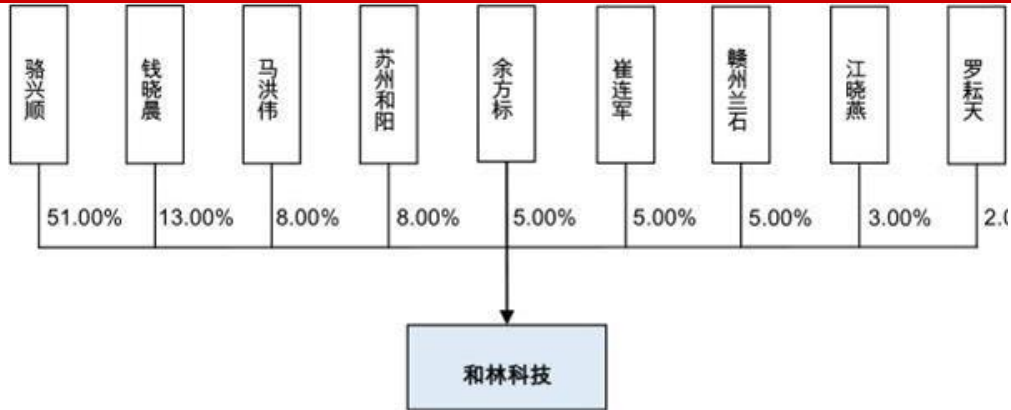 骆兴顺
钱晓晨
马洪伟
苏州和阳
余方标
崔连军
赣州兰石
江晓燕
罗耘天
51.00%
13.00%
8.00%
8.00%
5.00%
5.00%
5.00%
3.00%
2.0
和林科技